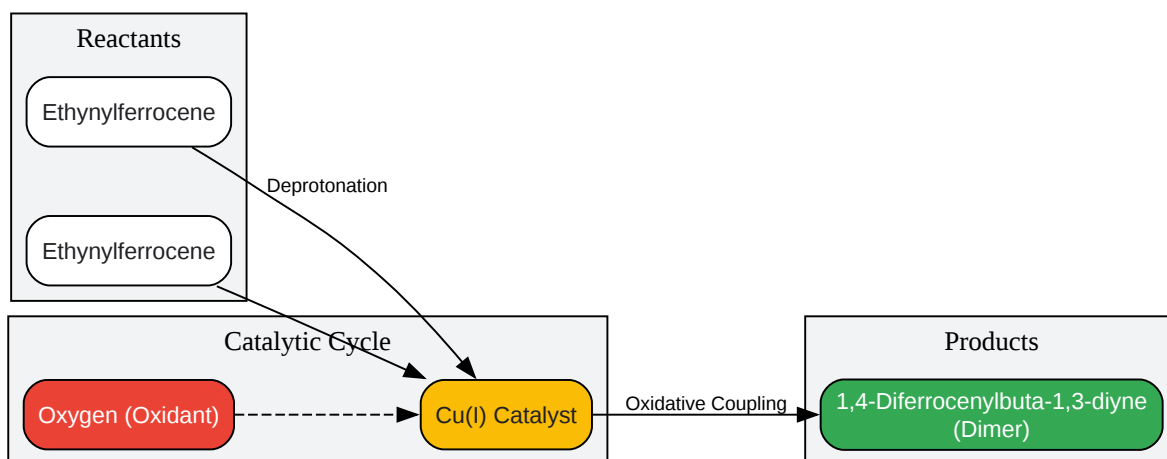 Reactants
Ethynylferrocene
Deprotonation
Ethynylferrocene
Catalytic Cycle
Products
Oxygen (Oxidant)
Cu(I) Catalyst
Oxidative Coupling
1,4-Diferrocenylbuta-1,3-diyne
(Dimer)